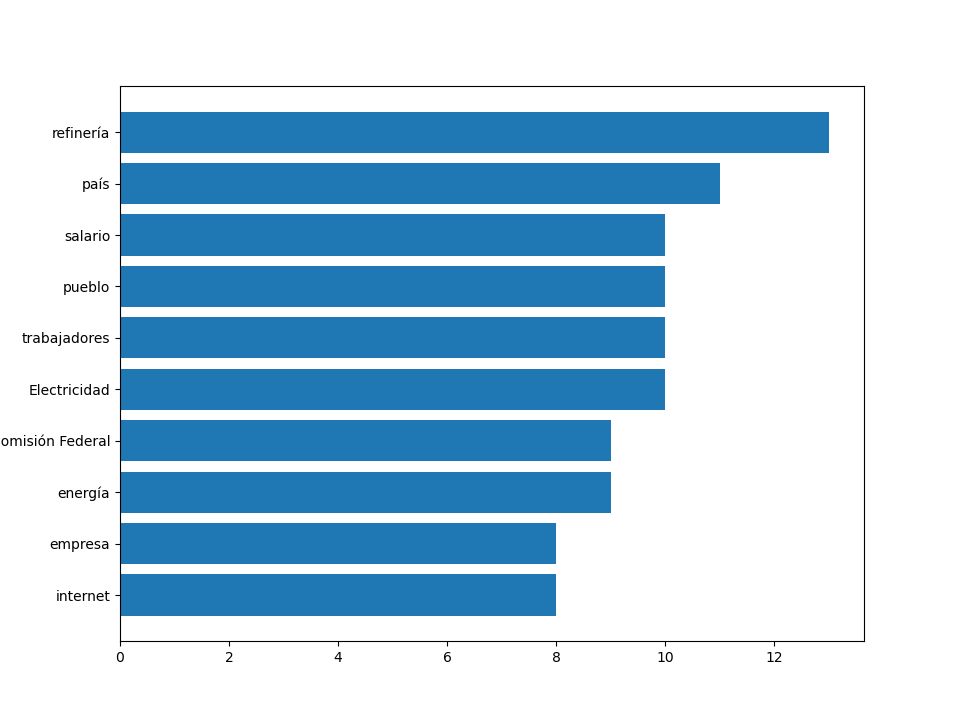 refinería
país
salario
pueblo
trabajadores
Electricidad
omisión Federal
energía
empresa
internet
0 2 4 6 8 10 12